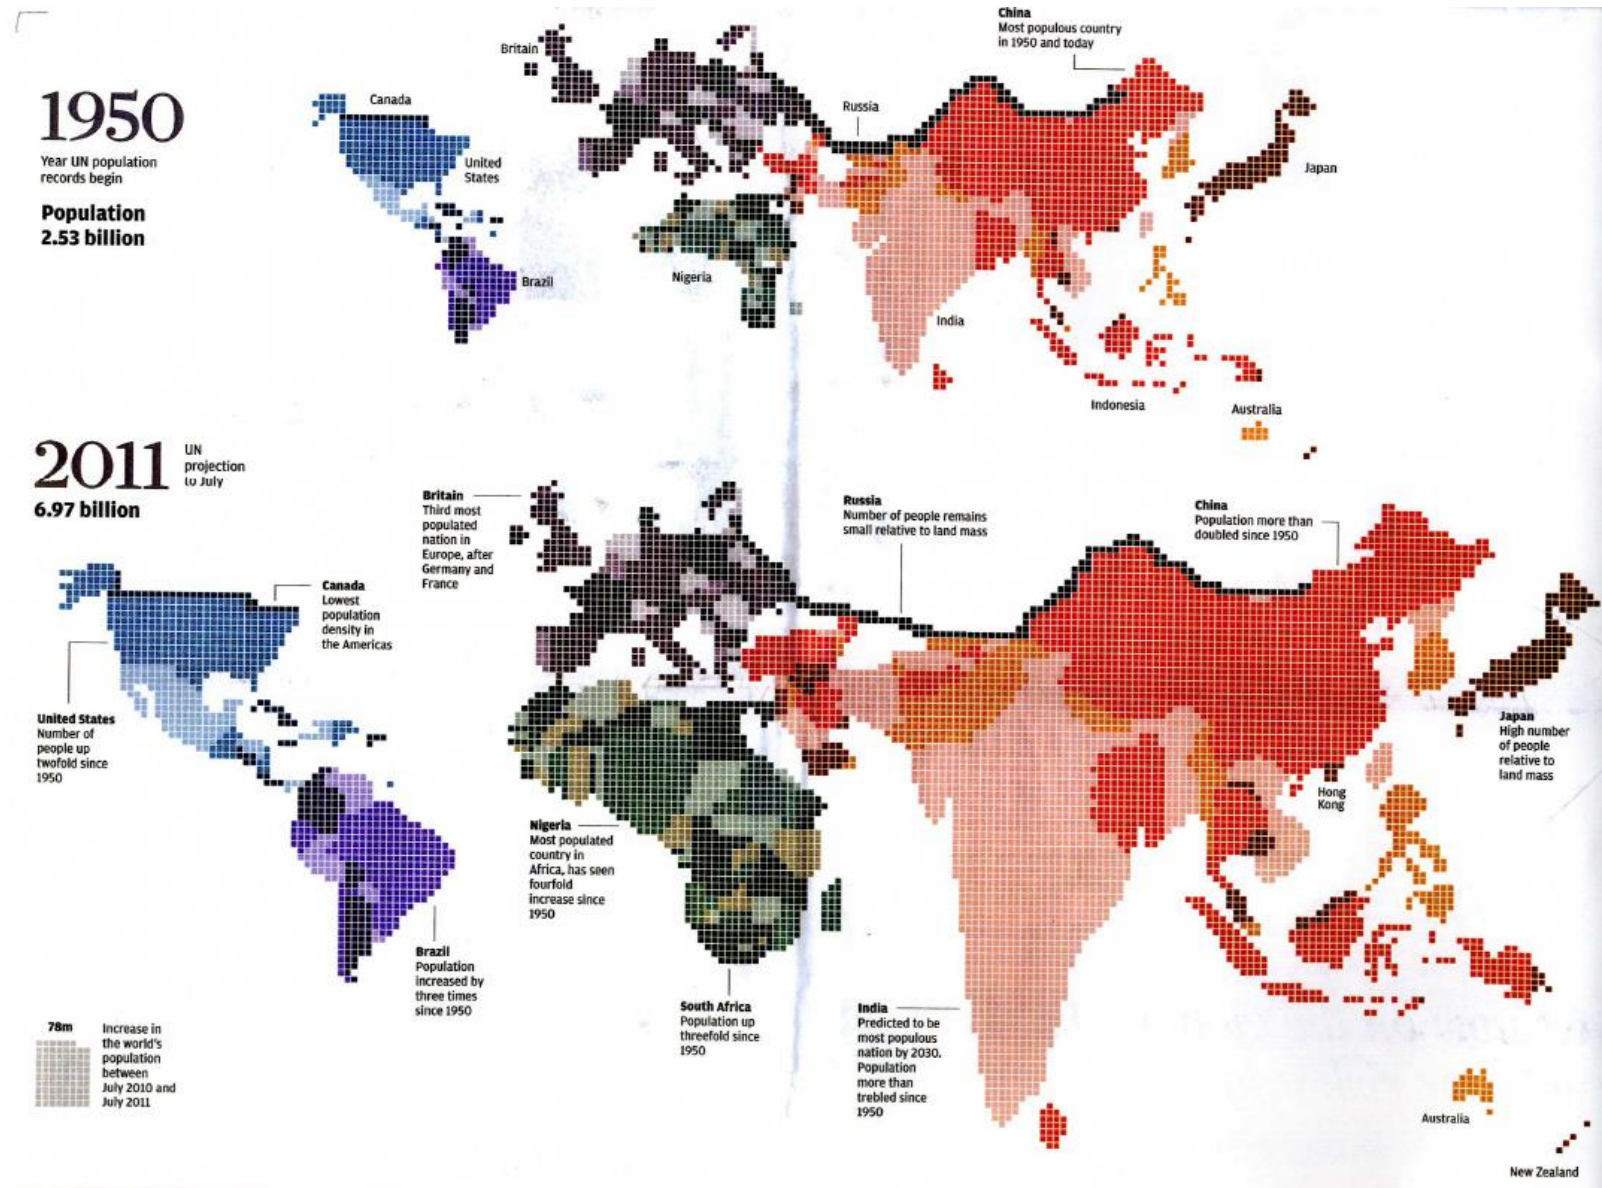 1950
Year UN population
records begin
Population
2.53 billion
Canada
United
States
Brazil
Britain
Nigeria
Russia
India
China
Most populous country
in 1950 and today
Japan
Indonesia
Australia
2011
UN
projection
to July
6.97 billion
Britain
Third most
populated
nation in
Europe, after
Germany and
France
Russia
Number of people remains
small relative to land mass
China
Population more than
doubled since 1950
Canada
Lowest
population
density in
the Americas
United States
Number of
people up
twofold since
1950
Japan
High number
of people
relative to
land mass
Hong
Kong
Nigeria
Most populated
country in
Africa, has seen
fourfold
increase since
1950
Brazil
Population
increased by
three times
since 1950
South Africa
Population up
threefold since
1950
India
Predicted to be
most populous
nation by 2030.
Population
more than
trebled since
1950
78m
Increase in
the world's
population
between
July 2010 and
July 2011
Australia
New Zealand